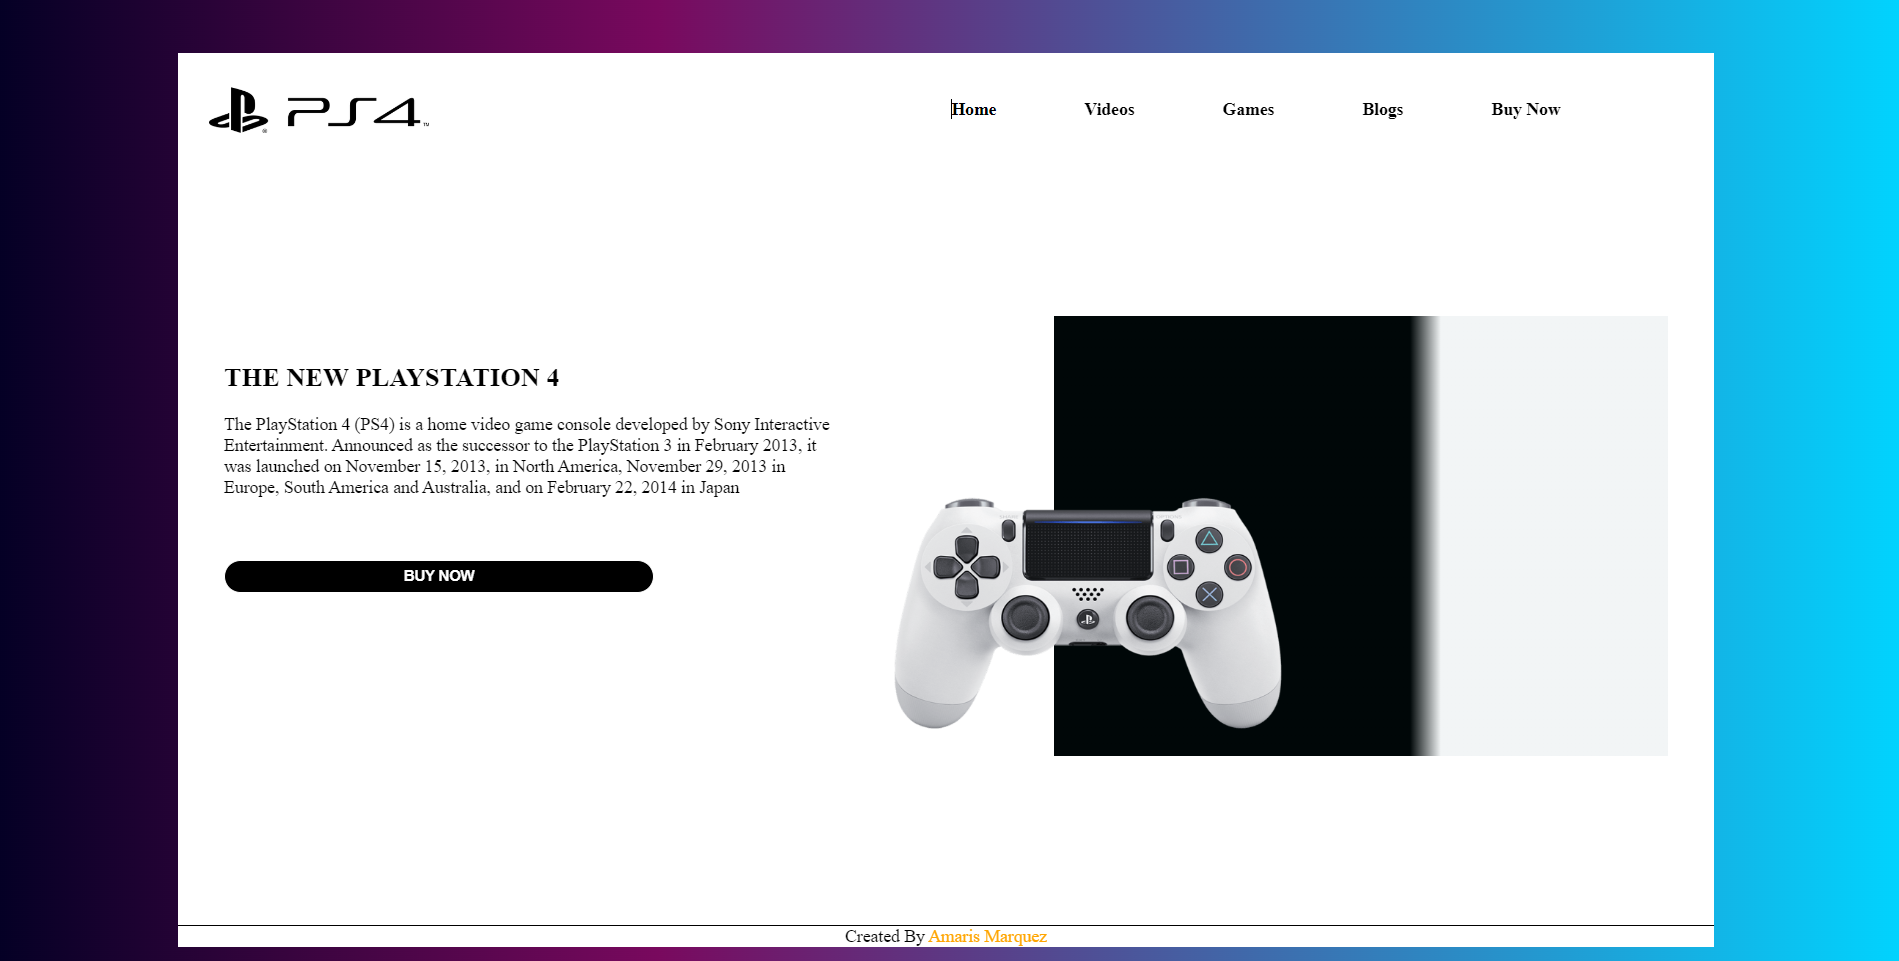 PS4
Home Videos Games Blogs Buy Now
THE NEW PLAYSTATION 4
The PlayStation 4 (PS4) is a home video game console developed by Sony Interactive
Entertainment. Announced as the successor to the PlayStation 3 in February 2013, it
was launched on November 15, 2013, in North America, November 29, 2013 in
Europe, South America and Australia, and on February 22, 2014 in Japan
BUY NOW
Created By Amaris Marquez